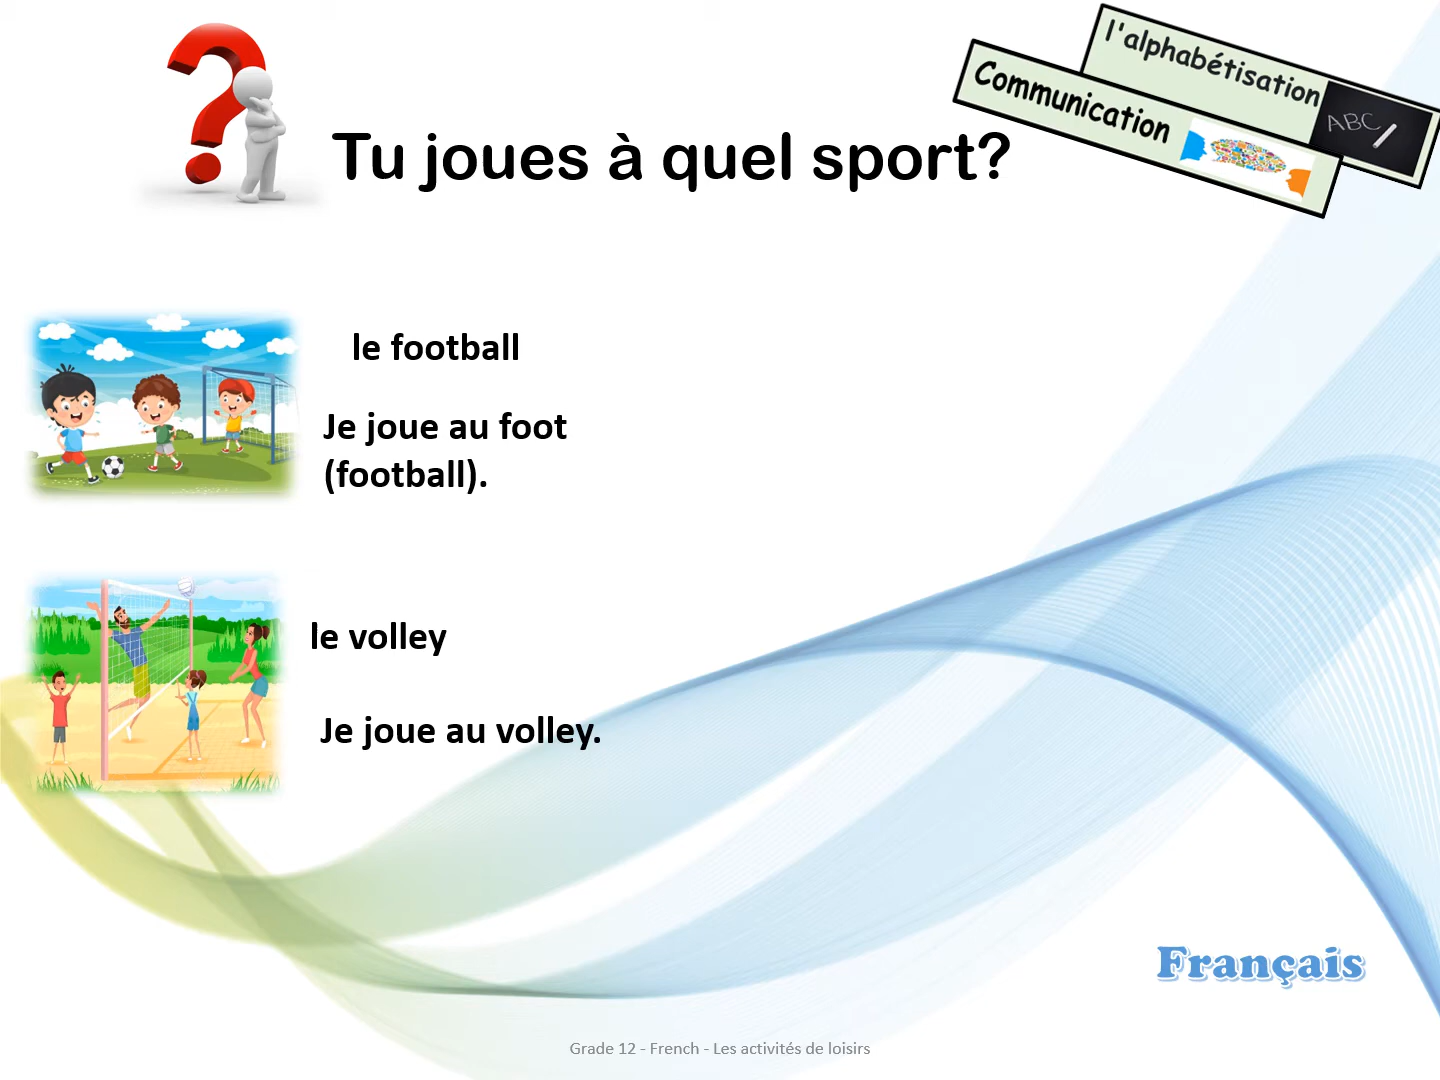 l'alphabétisation
Communication
ABC
Tu joues à quel sport?
le football
Je joue au foot
(football).
le volley
Je joue au volley.
Français
Grade 12 - French - Les activités de loisirs